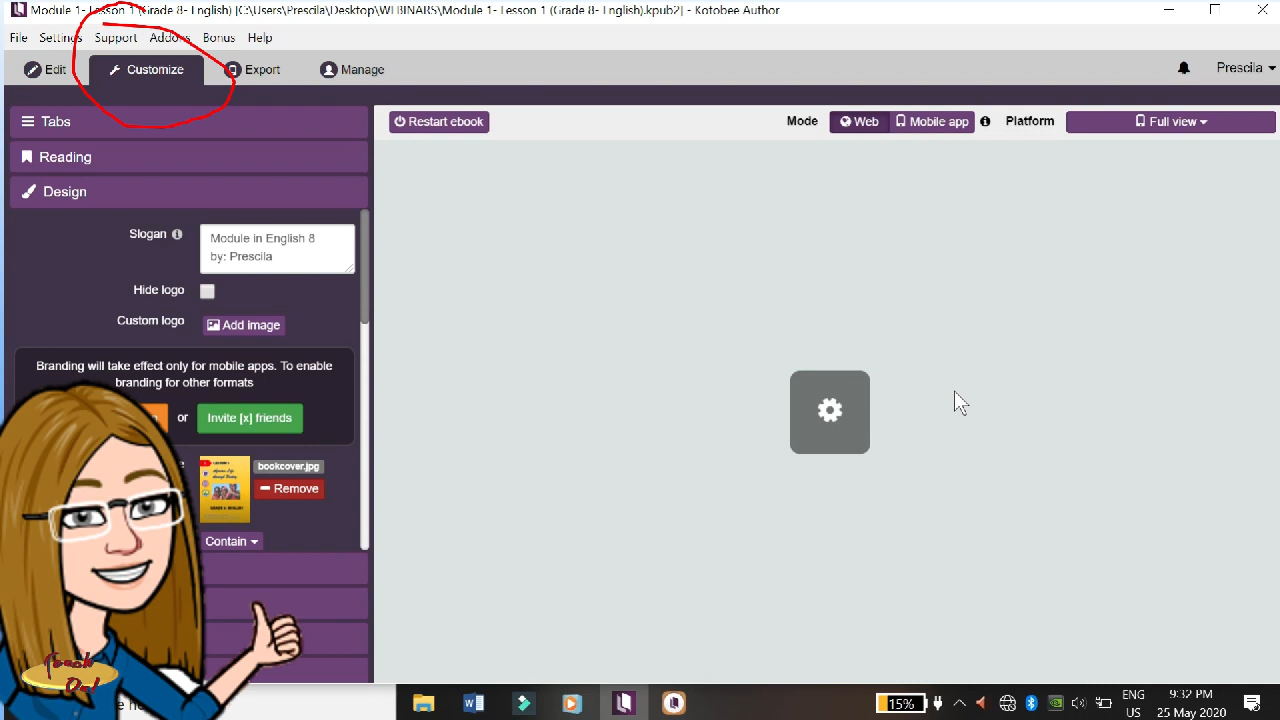 Module 1- Lesson 1 (Grade 8- English) [C:\Users\Prescila\Desktop\WEBINARS\Module 1- Lesson 1 (Grade 8- English).kpub2] - Kotobee Author
File Settings Support Addons Bonus Help
Edit Customize Export Manage Prescila
Tabs
Restart ebook Mode Web Mobile app Platform Full view
Reading
Design
Slogan Module in English 8
by: Prescila
Hide logo
Custom logo Add image
Branding will take effect only for mobile apps. To enable
branding for other formats
or Invite [x] friends
bookcover.jpg
Remove
GRADE 8- ENGLISH
Contain
15% ENG 9:32 PM
US 25 May 2020